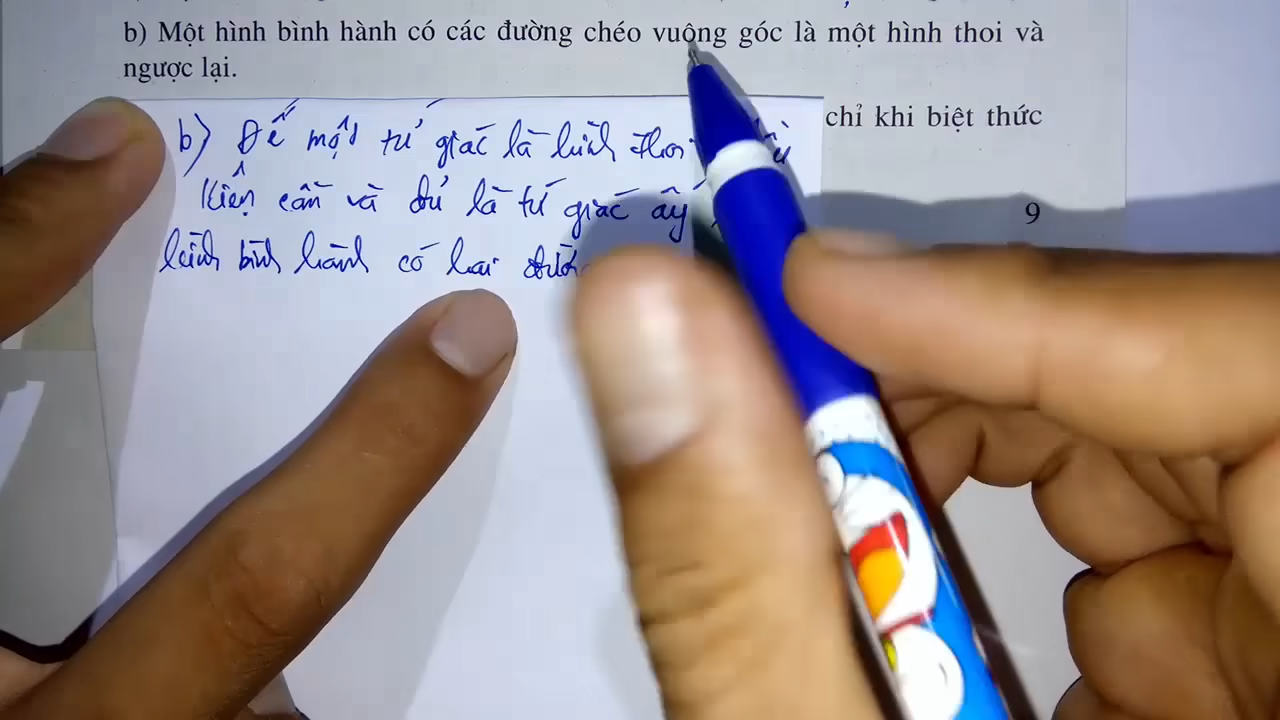 b) Một hình bình hành có các đường chéo vuông góc là một hình thoi và
ngược lại.
chỉ khi biệt thức
b) Để một tứ giác là hình thoi
kiện cần và đủ là tứ giác ấy
9
hình bình hành có hai